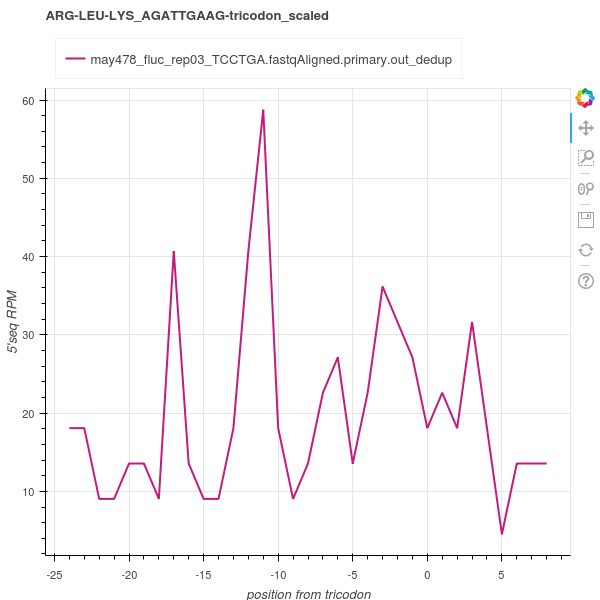 ARG-LEU-LYS_AGATTGAAG-tricodon_scaled
may478_fluc_rep03_TCCTGA.fastqAligned.primary.out_dedup
60
50
40
30
20
10
5'seq RPM
-25 -20 -15 -10 -5 0 5
position from tricodon